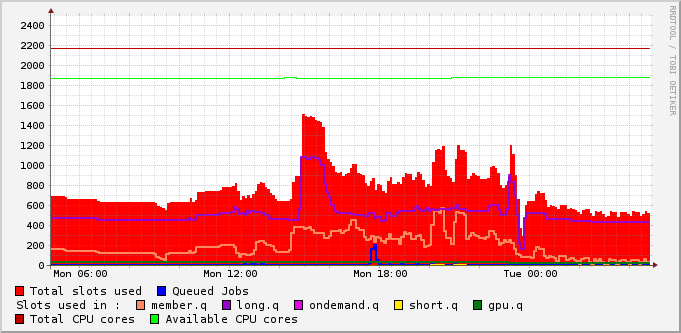 RRDTOOL / TOBI OETIKER
2400
2200
2000
1800
1600
1400
1200
1000
800
600
400
200
0
Mon 06:00 Mon 12:00 Mon 18:00 Tue 00:00
Total slots used Queued Jobs
Slots used in : member.q long.q ondemand.q short.q gpu.q
Total CPU cores Available CPU cores